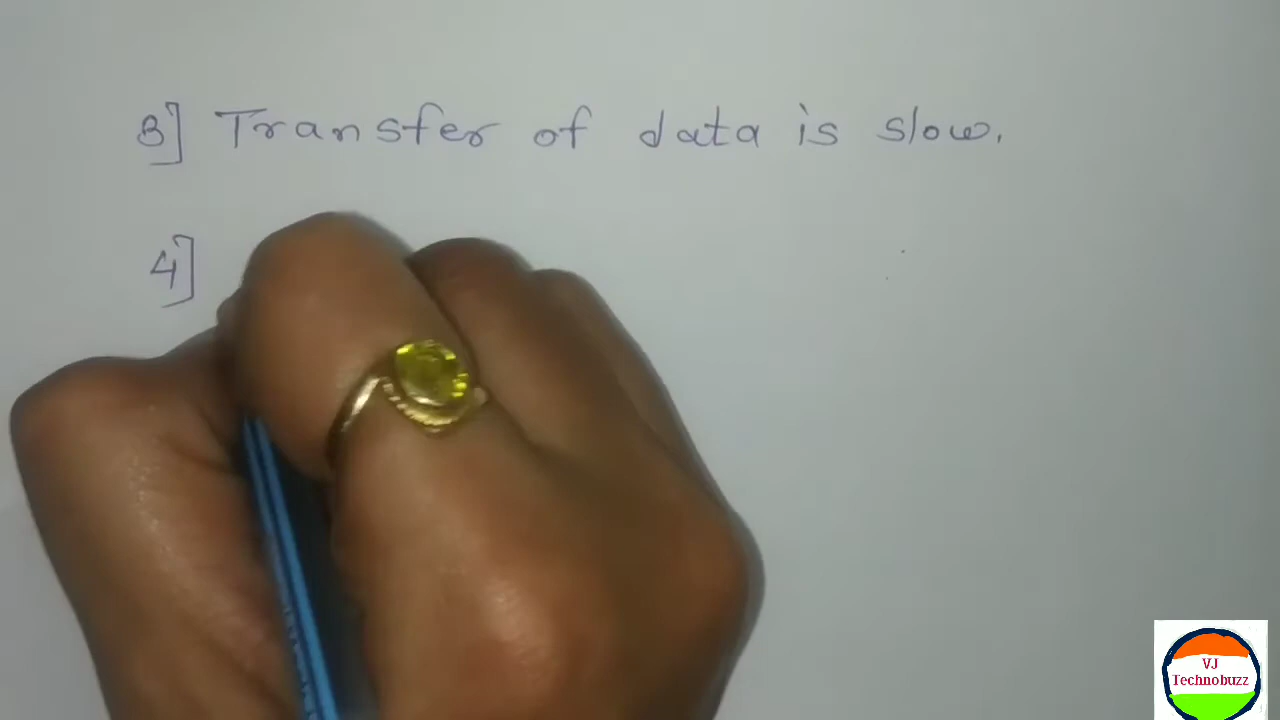 3] Transfer of data is slow.
4]
VJ
Technobuzz